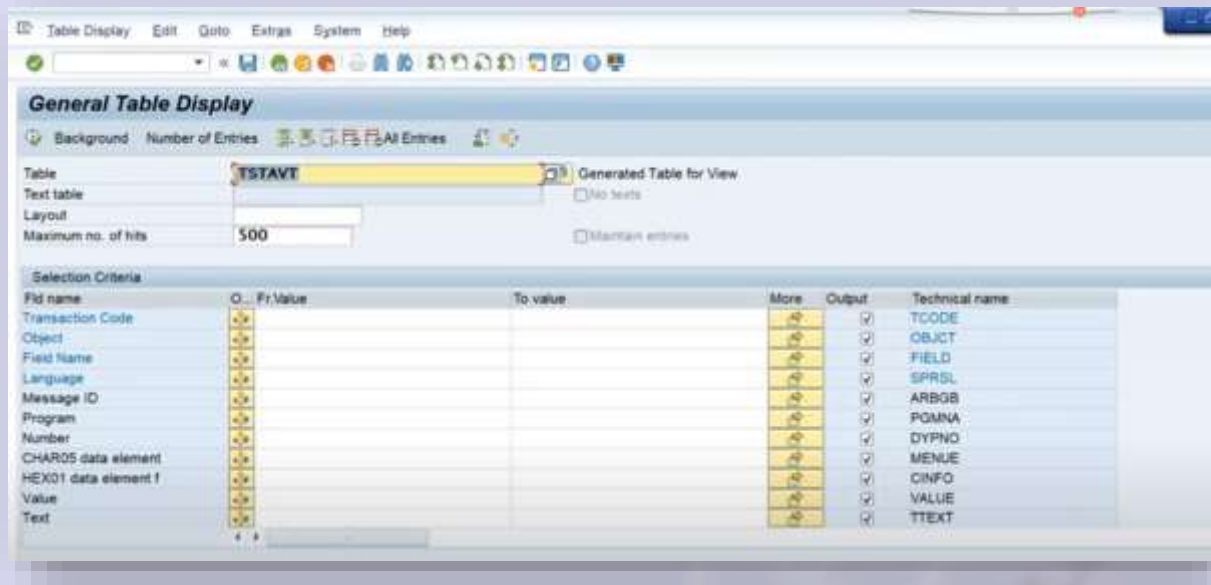 Table Display Edit Goto Extras System Help
General Table Display
Background Number of Entries All Entries
Table TSTAVT Generated Table for View
Text table No texts
Layout
Maximum no. of hits 500 Maintain entries
Selection Criteria
Fld name O... Fr.Value To value More Output Technical name
Transaction Code TCODE
Object OBJCT
Field Name FIELD
Language SPRSL
Message ID ARBGB
Program PGMNA
Number DYPNO
CHAR05 data element MENUE
HEX01 data element f CINFO
Value VALUE
Text TTEXT